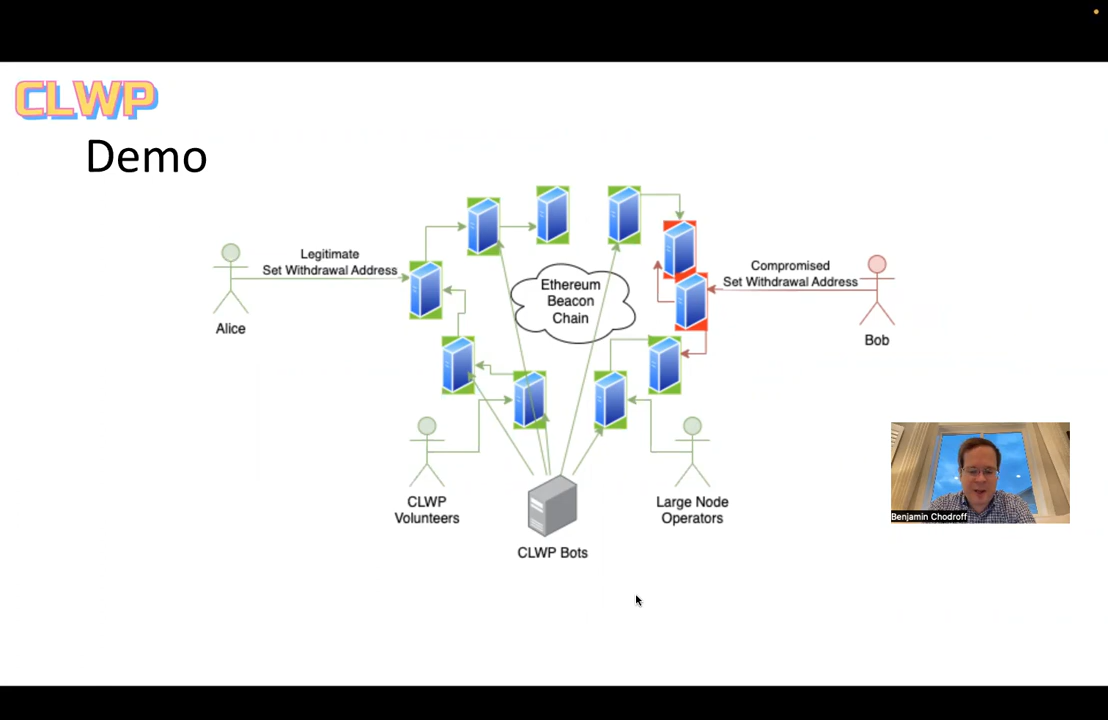 CLWP
Demo
Legitimate
Set Withdrawal Address
Alice
Ethereum
Beacon
Chain
Compromised
Set Withdrawal Address
Bob
CLWP
Volunteers
CLWP Bots
Large Node
Operators
Benjamin Chodroff